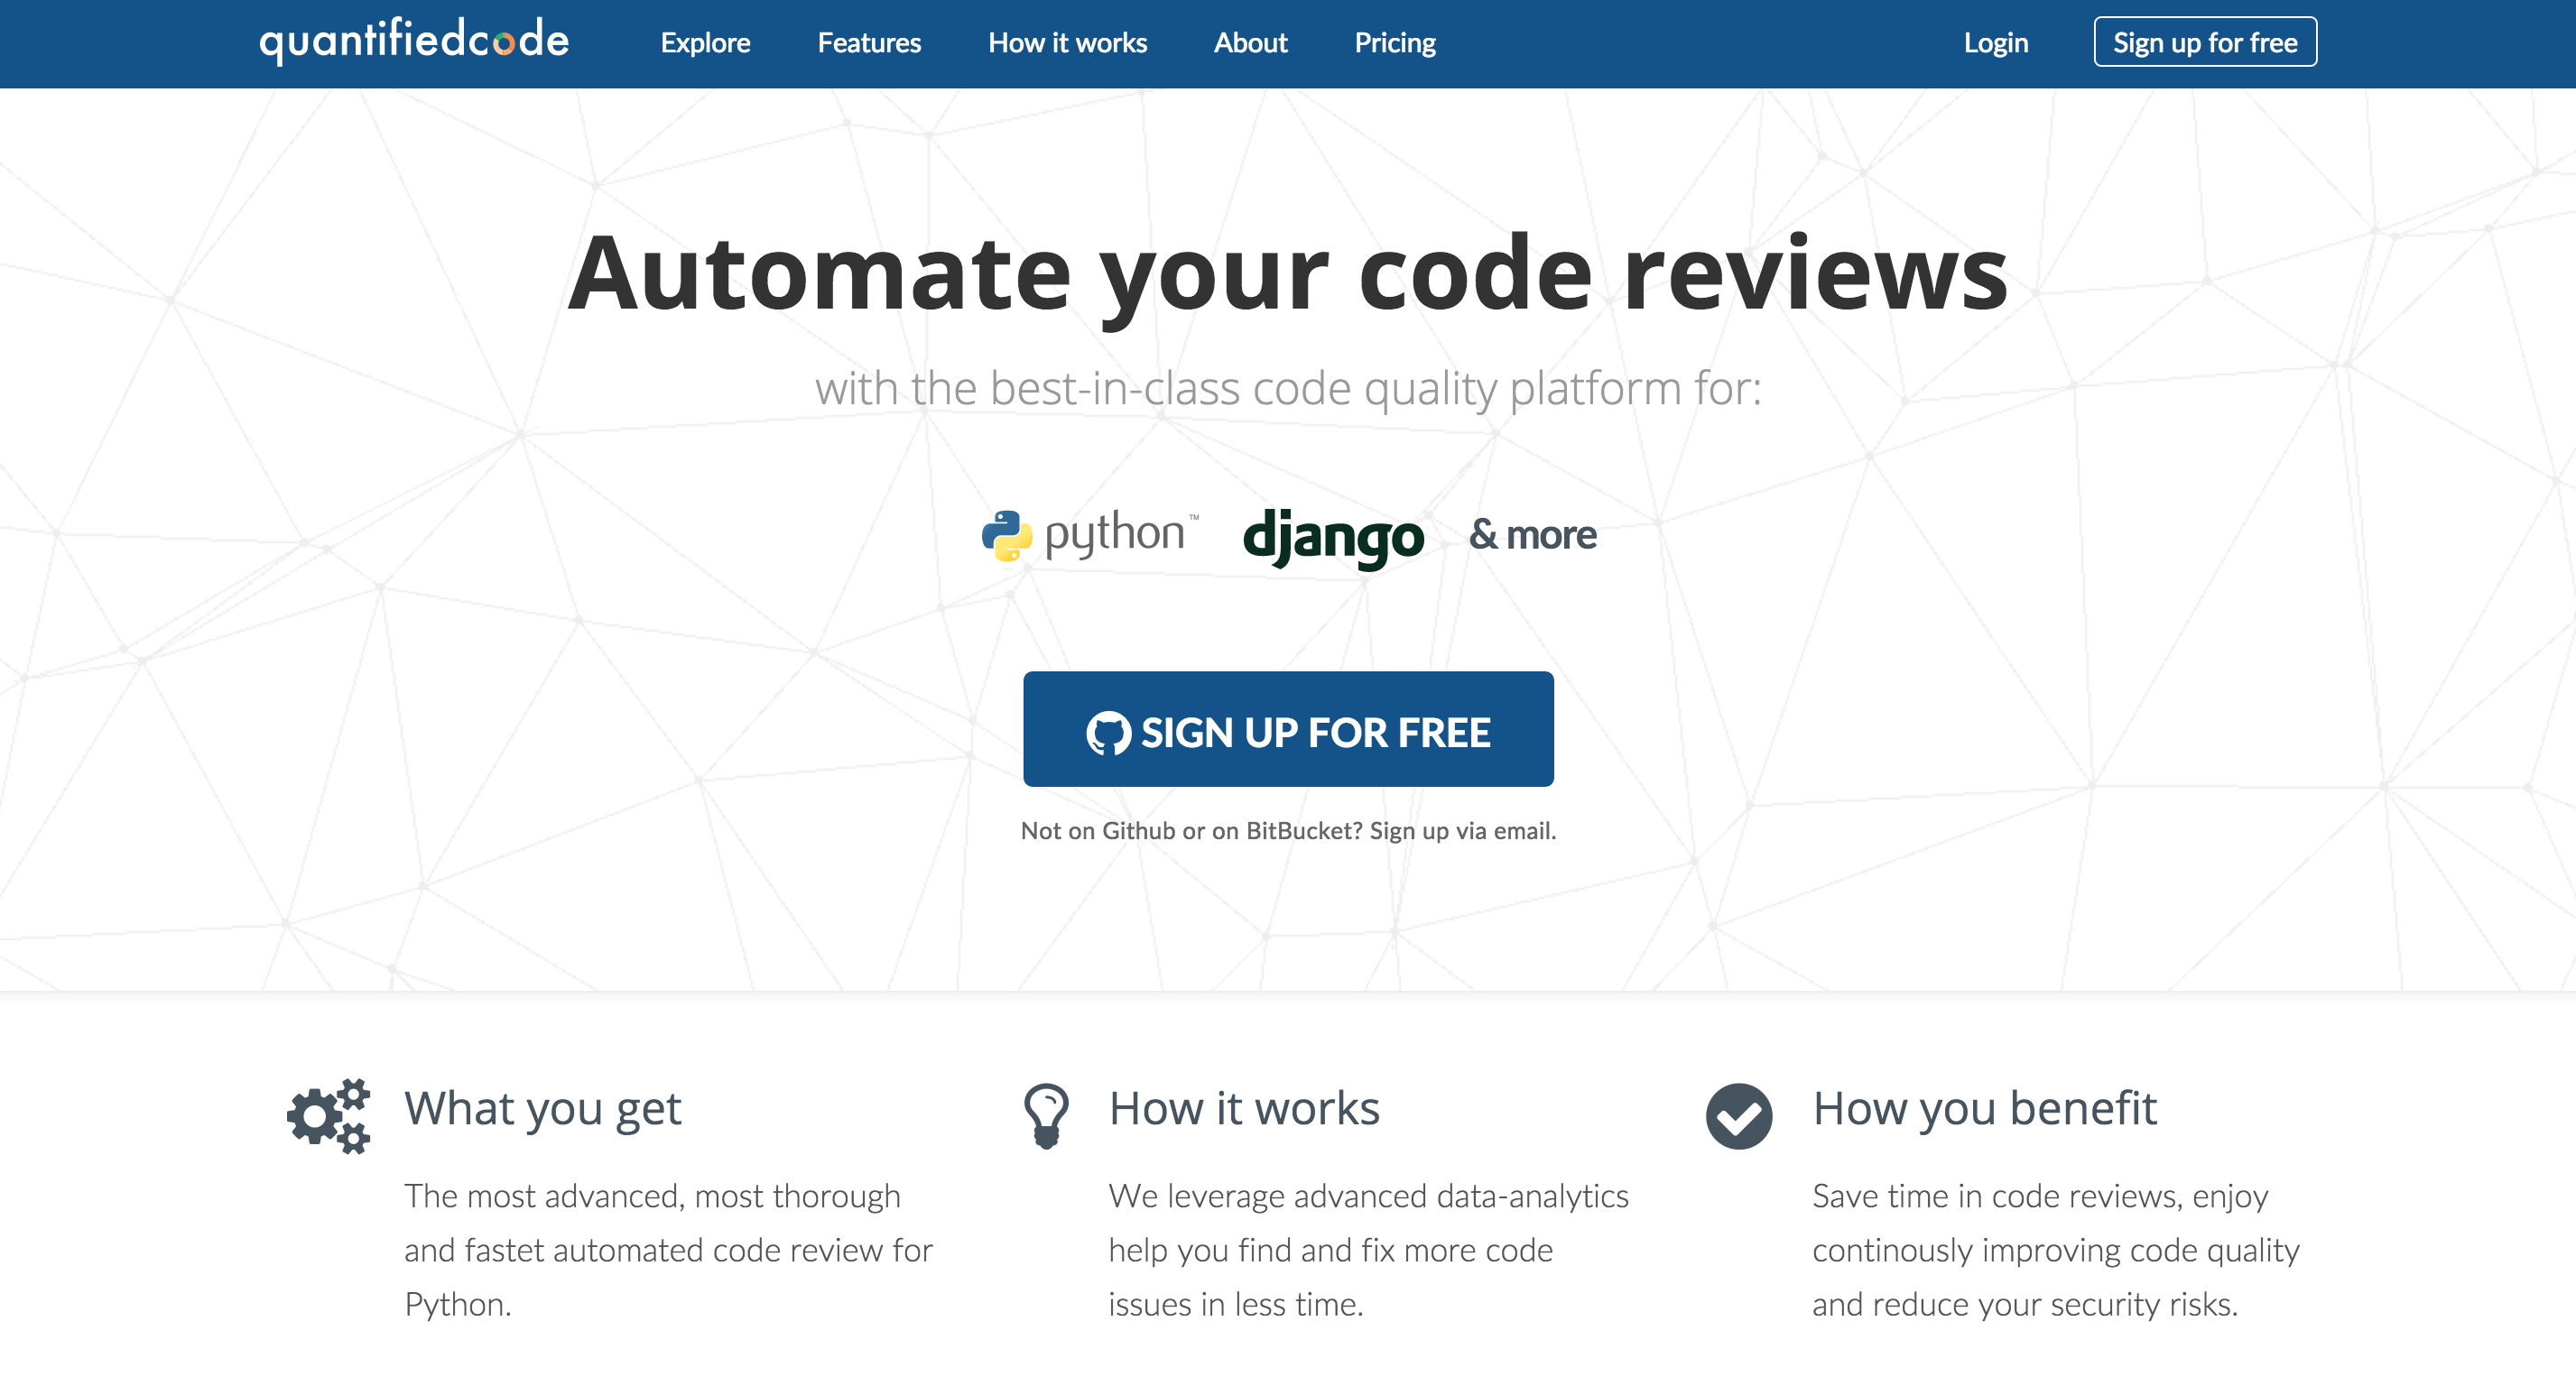 quantifiedcode Explore Features How it works About Pricing Login Sign up for free
Automate your code reviews
with the best-in-class code quality platform for:
python™ django & more
SIGN UP FOR FREE
Not on Github or on BitBucket? Sign up via email.
What you get
The most advanced, most thorough
and fastet automated code review for
Python.
How it works
We leverage advanced data-analytics
help you find and fix more code
issues in less time.
How you benefit
Save time in code reviews, enjoy
continously improving code quality
and reduce your security risks.